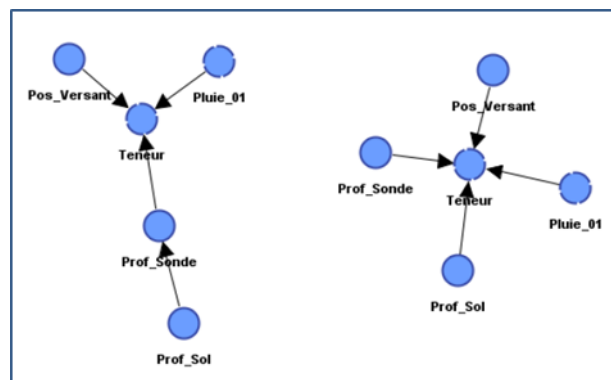 Pos_Versant
Pluie_01
Teneur
Prof_Sonde
Prof_Sol
Pos_Versant
Prof_Sonde
Teneur
Pluie_01
Prof_Sol